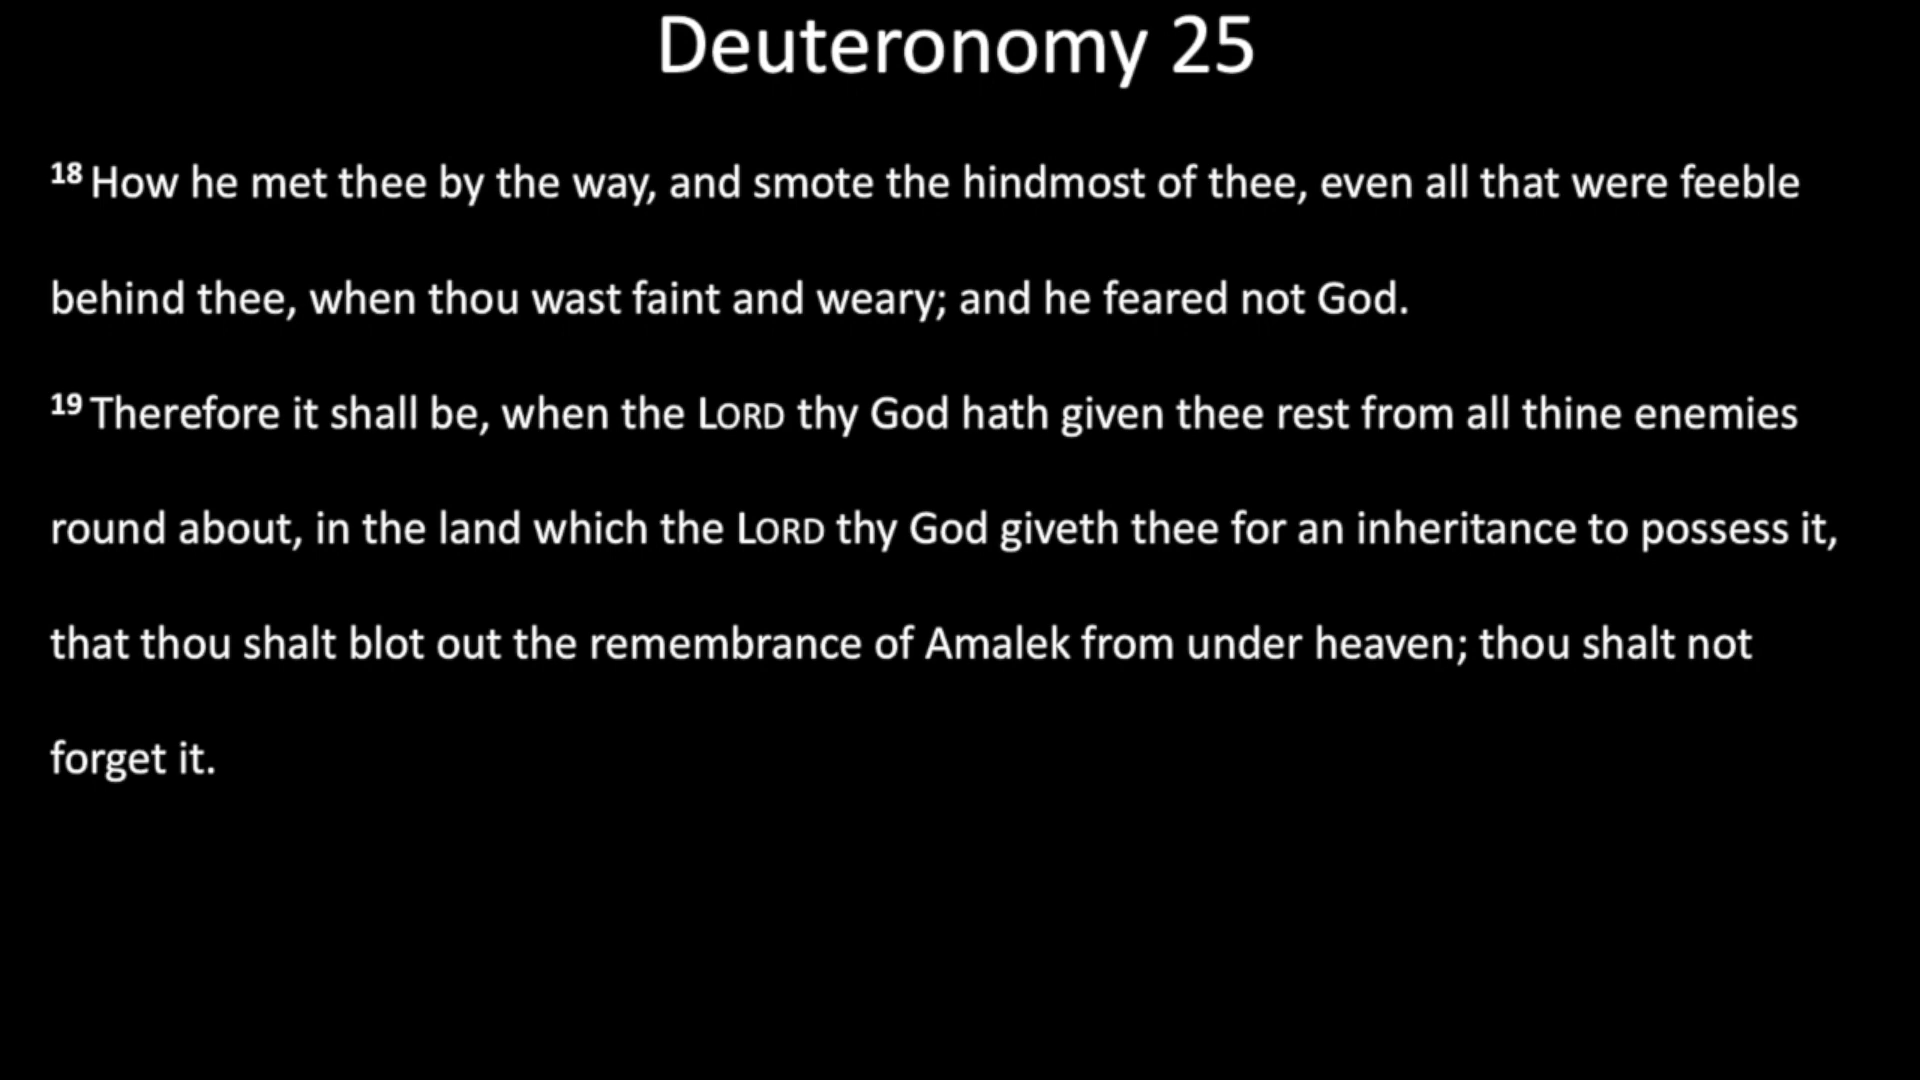 Deuteronomy 25
18 How he met thee by the way, and smote the hindmost of thee, even all that were feeble
behind thee, when thou wast faint and weary; and he feared not God.
19 Therefore it shall be, when the LORD thy God hath given thee rest from all thine enemies
round about, in the land which the LORD thy God giveth thee for an inheritance to possess it,
that thou shalt blot out the remembrance of Amalek from under heaven; thou shalt not
forget it.